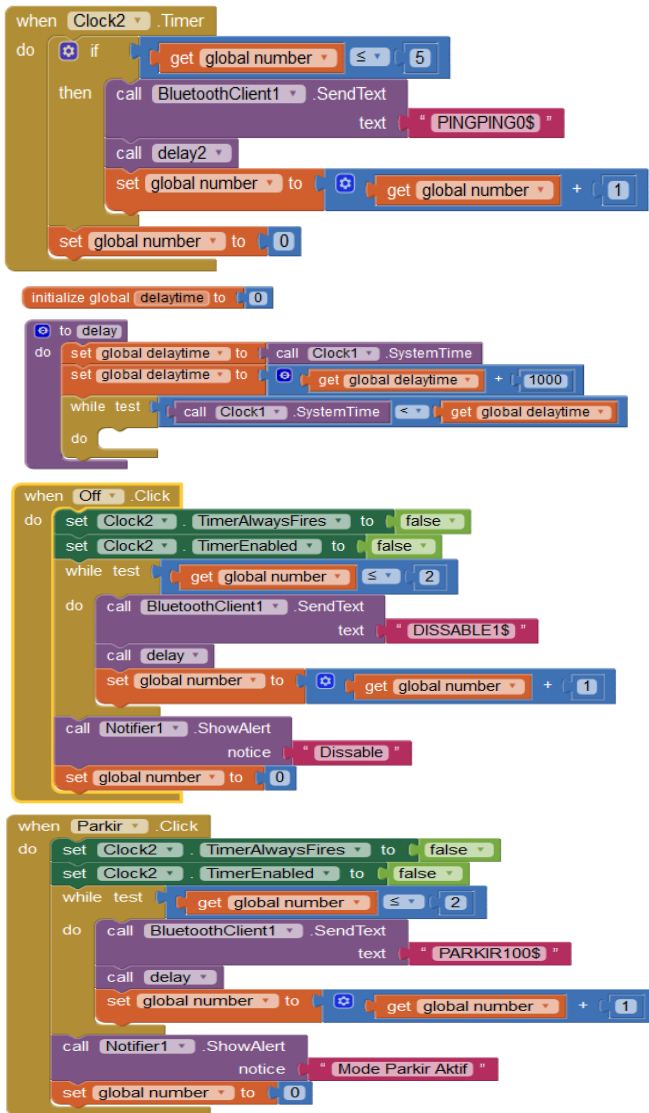 when Clock2 .Timer
do if get global number ≤ 5
then call BluetoothClient1 .SendText
text " PINGPING0$ "
call delay2
set global number to get global number + 1
set global number to 0
initialize global delaytime to 0
to delay
do set global delaytime to call Clock1 .SystemTime
set global delaytime to get global delaytime + 1000
while test call Clock1 .SystemTime < get global delaytime
do
when Off .Click
do set Clock2 . TimerAlwaysFires to false
set Clock2 . TimerEnabled to false
while test get global number ≤ 2
do call BluetoothClient1 .SendText
text " DISSABLE1$ "
call delay
set global number to get global number + 1
call Notifier1 .ShowAlert
notice " Dissable "
set global number to 0
when Parkir .Click
do set Clock2 . TimerAlwaysFires to false
set Clock2 . TimerEnabled to false
while test get global number ≤ 2
do call BluetoothClient1 .SendText
text " PARKIR100$ "
call delay
set global number to get global number + 1
call Notifier1 .ShowAlert
notice " Mode Parkir Aktif "
set global number to 0